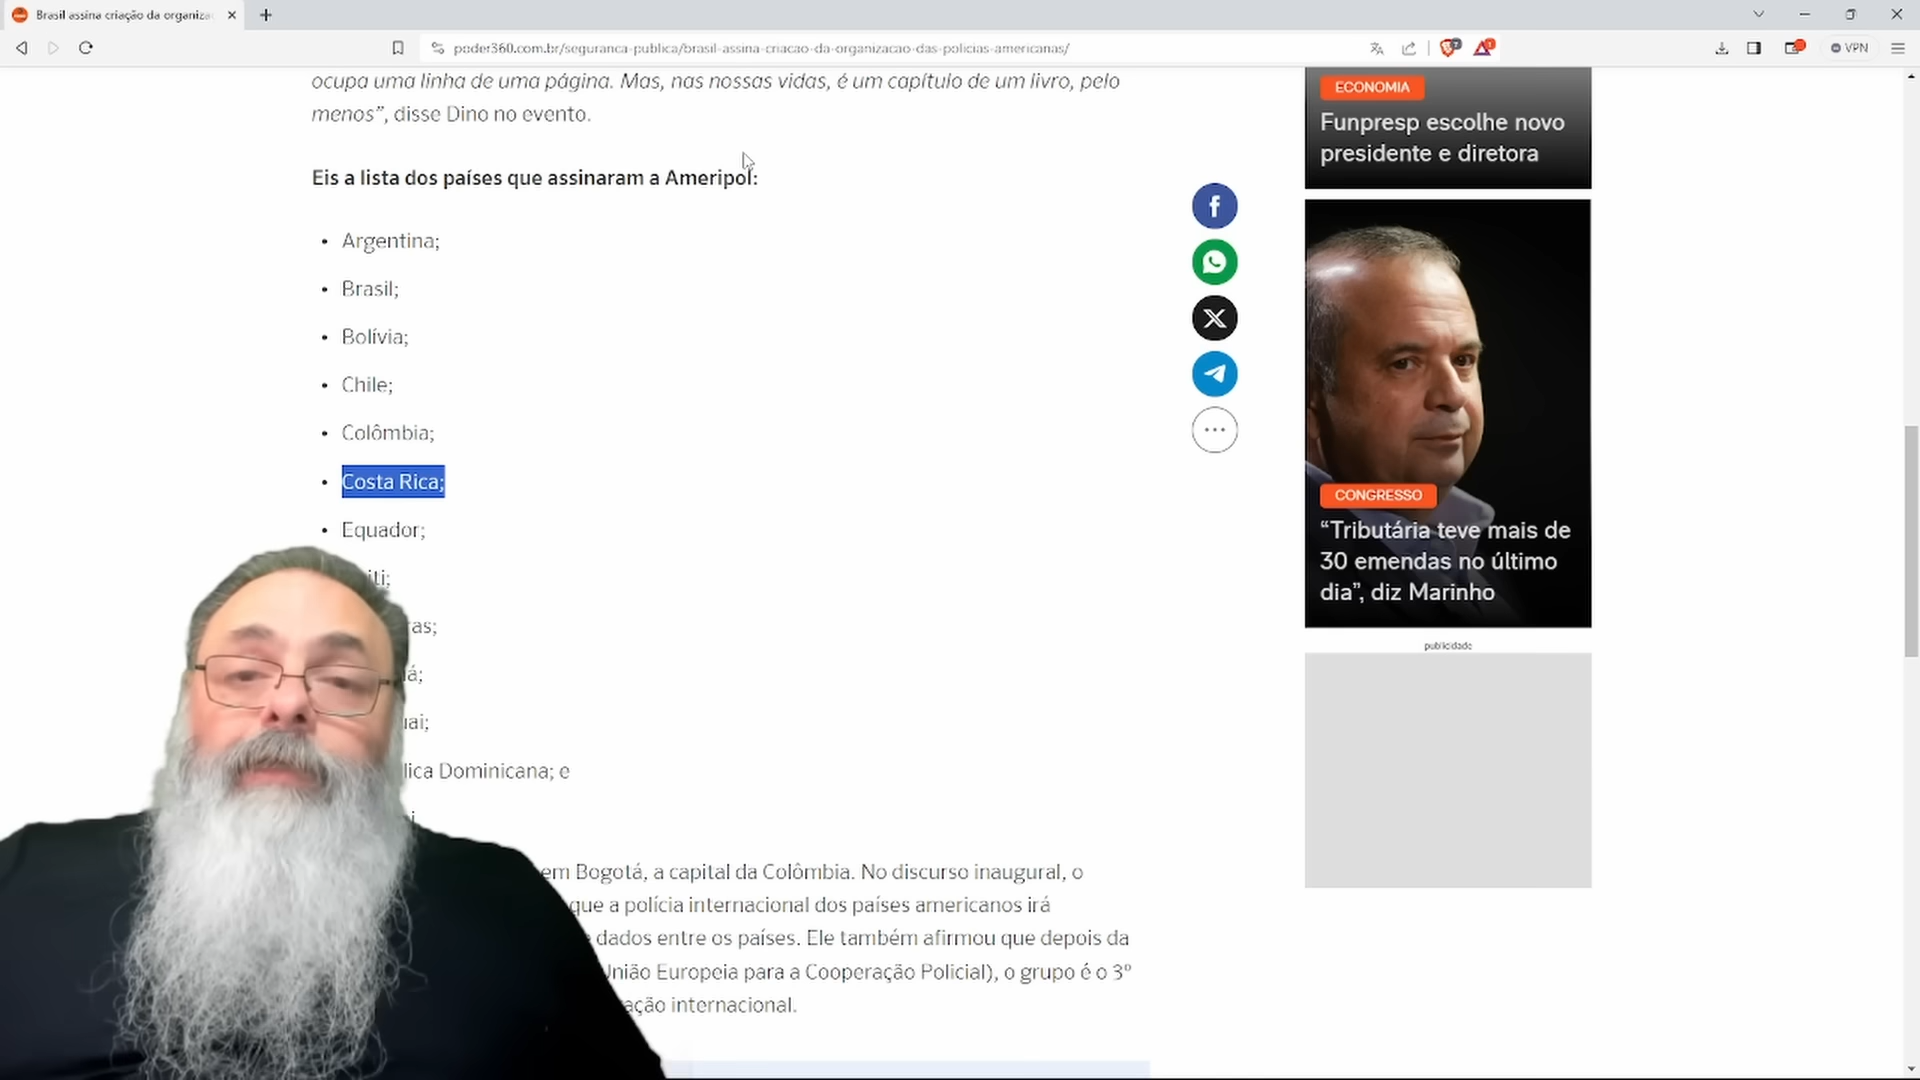 Brasil assina criação da organiza
poder360.com.br/seguranca-publica/brasil-assina-criacao-da-organizacao-das-policias-americanas/
VPN
ocupa uma linha de uma página. Mas, nas nossas vidas, é um capítulo de um livro, pelo
menos”, disse Dino no evento.
Eis a lista dos países que assinaram a Ameripol:
• Argentina;
• Brasil;
• Bolívia;
• Chile;
• Colômbia;
• Costa Rica;
• Equador;
iti;
ras;
á;
uai;
lica Dominicana; e
em Bogotá, a capital da Colômbia. No discurso inaugural, o
que a polícia internacional dos países americanos irá
dados entre os países. Ele também afirmou que depois da
União Europeia para a Cooperação Policial), o grupo é o 3º
ação internacional.
ECONOMIA
Funpresp escolhe novo
presidente e diretora
CONGRESSO
“Tributária teve mais de
30 emendas no último
dia”, diz Marinho
publicidade